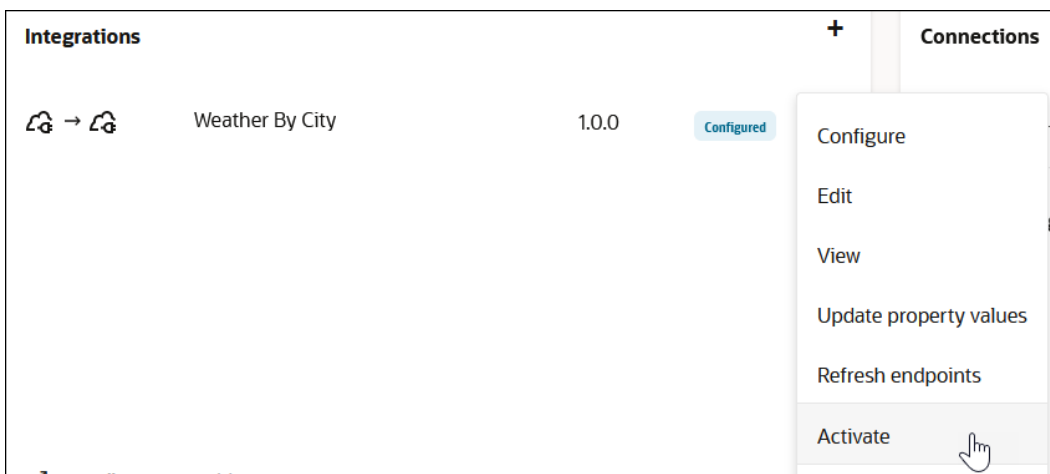 Integrations
+
Connections
Weather By City
1.0.0
Configured
Configure
Edit
View
Update property values
Refresh endpoints
Activate